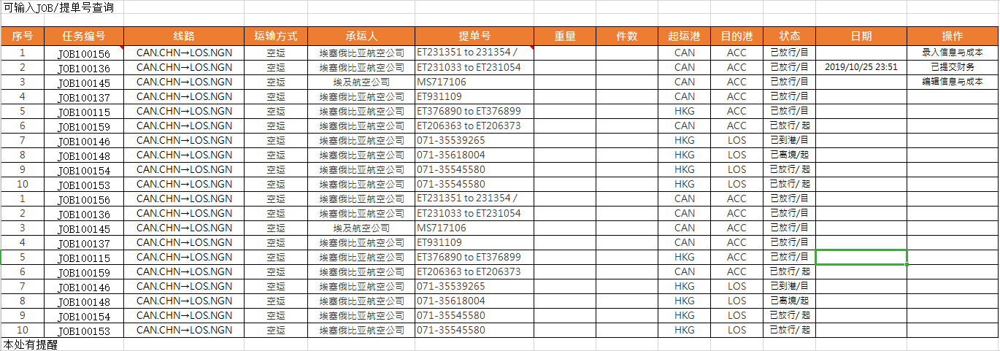 可输入JOB/提单号查询
序号 任务编号 线路 运输方式 承运人 提单号 重量 件数 起运港 目的港 状态 日期 操作
1 JOB100156 CAN.CHN→LOS.NGN 空运 埃塞俄比亚航空公司 ET231351 to 231354 / CAN ACC 已放行/目 录入信息与成本
2 JOB100136 CAN.CHN→LOS.NGN 空运 埃塞俄比亚航空公司 ET231033 to ET231054 CAN ACC 已放行/目 2019/10/25 23:51 已提交财务
3 JOB100145 CAN.CHN→LOS.NGN 空运 埃及航空公司 MS717106 CAN ACC 已放行/目 编辑信息与成本
4 JOB100137 CAN.CHN→LOS.NGN 空运 埃塞俄比亚航空公司 ET931109 CAN ACC 已放行/目
5 JOB100115 CAN.CHN→LOS.NGN 空运 埃塞俄比亚航空公司 ET376890 to ET376899 HKG ACC 已放行/目
6 JOB100159 CAN.CHN→LOS.NGN 空运 埃塞俄比亚航空公司 ET206363 to ET206373 CAN ACC 已放行/ 起
7 JOB100146 CAN.CHN→LOS.NGN 空运 埃塞俄比亚航空公司 071-35539265 HKG LOS 已到港/目
8 JOB100148 CAN.CHN→LOS.NGN 空运 埃塞俄比亚航空公司 071-35618004 HKG LOS 已离境/起
9 JOB100154 CAN.CHN→LOS.NGN 空运 埃塞俄比亚航空公司 071-35545580 HKG LOS 已放行/ 起
10 JOB100153 CAN.CHN→LOS.NGN 空运 埃塞俄比亚航空公司 071-35545580 HKG LOS 已放行/ 起
1 JOB100156 CAN.CHN→LOS.NGN 空运 埃塞俄比亚航空公司 ET231351 to 231354 / CAN ACC 已放行/目
2 JOB100136 CAN.CHN→LOS.NGN 空运 埃塞俄比亚航空公司 ET231033 to ET231054 CAN ACC 已放行/目
3 JOB100145 CAN.CHN→LOS.NGN 空运 埃及航空公司 MS717106 CAN ACC 已放行/目
4 JOB100137 CAN.CHN→LOS.NGN 空运 埃塞俄比亚航空公司 ET931109 CAN ACC 已放行/目
5 JOB100115 CAN.CHN→LOS.NGN 空运 埃塞俄比亚航空公司 ET376890 to ET376899 HKG ACC 已放行/目
6 JOB100159 CAN.CHN→LOS.NGN 空运 埃塞俄比亚航空公司 ET206363 to ET206373 CAN ACC 已放行/ 起
7 JOB100146 CAN.CHN→LOS.NGN 空运 埃塞俄比亚航空公司 071-35539265 HKG LOS 已到港/目
8 JOB100148 CAN.CHN→LOS.NGN 空运 埃塞俄比亚航空公司 071-35618004 HKG LOS 已离境/起
9 JOB100154 CAN.CHN→LOS.NGN 空运 埃塞俄比亚航空公司 071-35545580 HKG LOS 已放行/ 起
10 JOB100153 CAN.CHN→LOS.NGN 空运 埃塞俄比亚航空公司 071-35545580 HKG LOS 已放行/ 起
本处有提醒